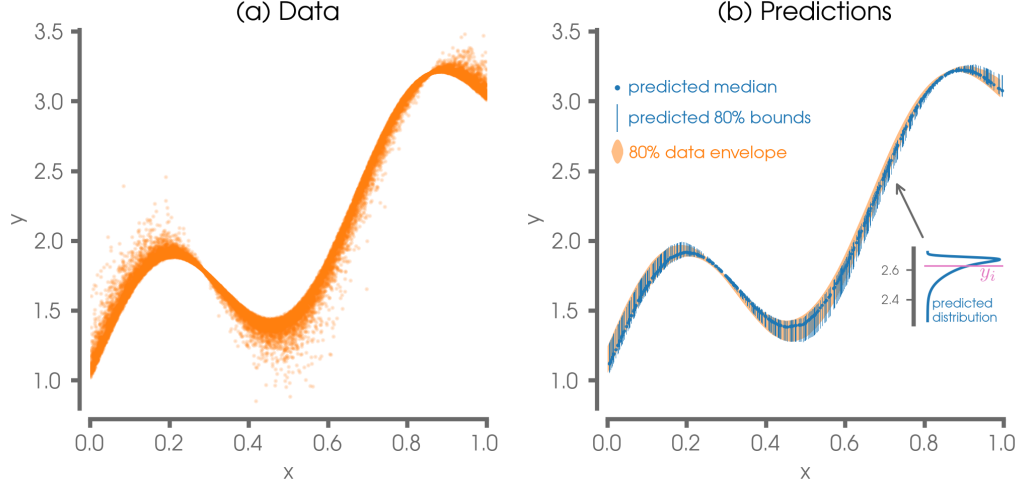 (a) Data
3.5
3.0
2.5
2.0
1.5
1.0
y
0.0 0.2 0.4 0.6 0.8 1.0
x
(b) Predictions
3.5
3.0
2.5
2.0
1.5
1.0
y
predicted median
predicted 80% bounds
80% data envelope
2.6
2.4
yi
predicted
distribution
0.0 0.2 0.4 0.6 0.8 1.0
x